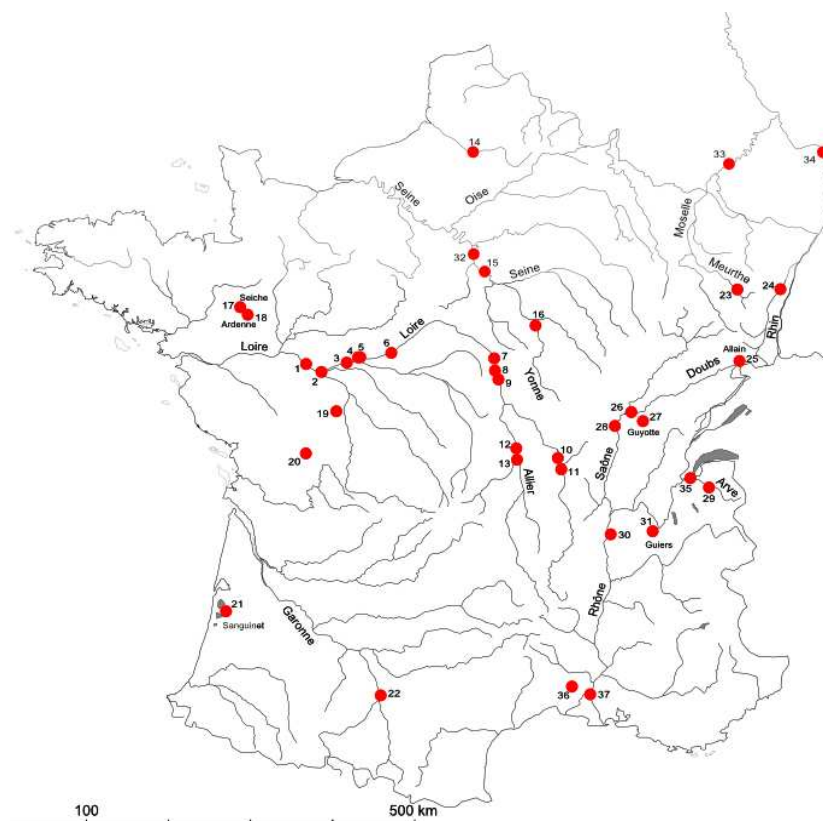 14
33
34
Seine
Oise
Moselle
32
15
Seine
Meurthe
23
24
17
Seiche
18
Ardenne
16
Rhin
Loire
Loire
6
4 5
3
1
2
7
8
9
Yonne
Allain
25
Doubs
19
26
27
28
Guyotte
20
12
13
10
11
Allier
Saône
35
29
Arve
30
31
Guiers
21
Sanguinet
Garonne
Rhône
22
36
37
100
500 km